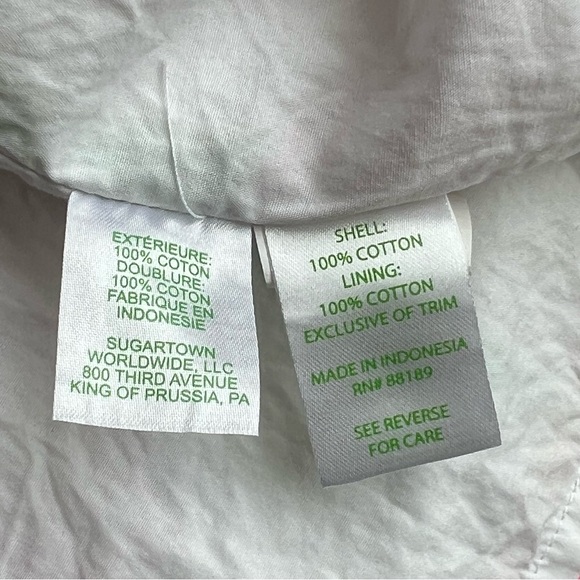 EXTÉRIEURE:
100% COTON
DOUBLURE:
100% COTON
FABRIQUE EN
INDONESIE
SUGARTOWN
WORLDWIDE, LLC
800 THIRD AVENUE
KING OF PRUSSIA, PA
SHELL:
100% COTTON
LINING:
100% COTTON
EXCLUSIVE OF TRIM
MADE IN INDONESIA
RN# 88189
SEE REVERSE
FOR CARE